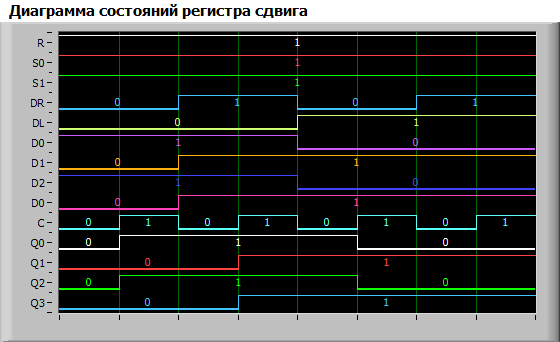 Диаграмма состояний регистра сдвига
R 1
S0 1
S1 1
DR 0 1 0 1
DL 0 1
D0 1 0
D1 0 1
D2 1 0
D0 0 1
C 0 1 0 1 0 1 0 1
Q0 0 1 0
Q1 0 1
Q2 0 1 0
Q3 0 1